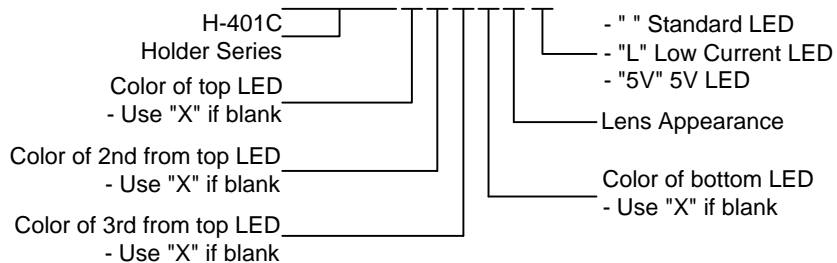 H-401C
Holder Series
Color of top LED
- Use "X" if blank
Color of 2nd from top LED
- Use "X" if blank
Color of 3rd from top LED
- Use "X" if blank
- " " Standard LED
- "L" Low Current LED
- "5V" 5V LED
Lens Appearance
Color of bottom LED
- Use "X" if blank